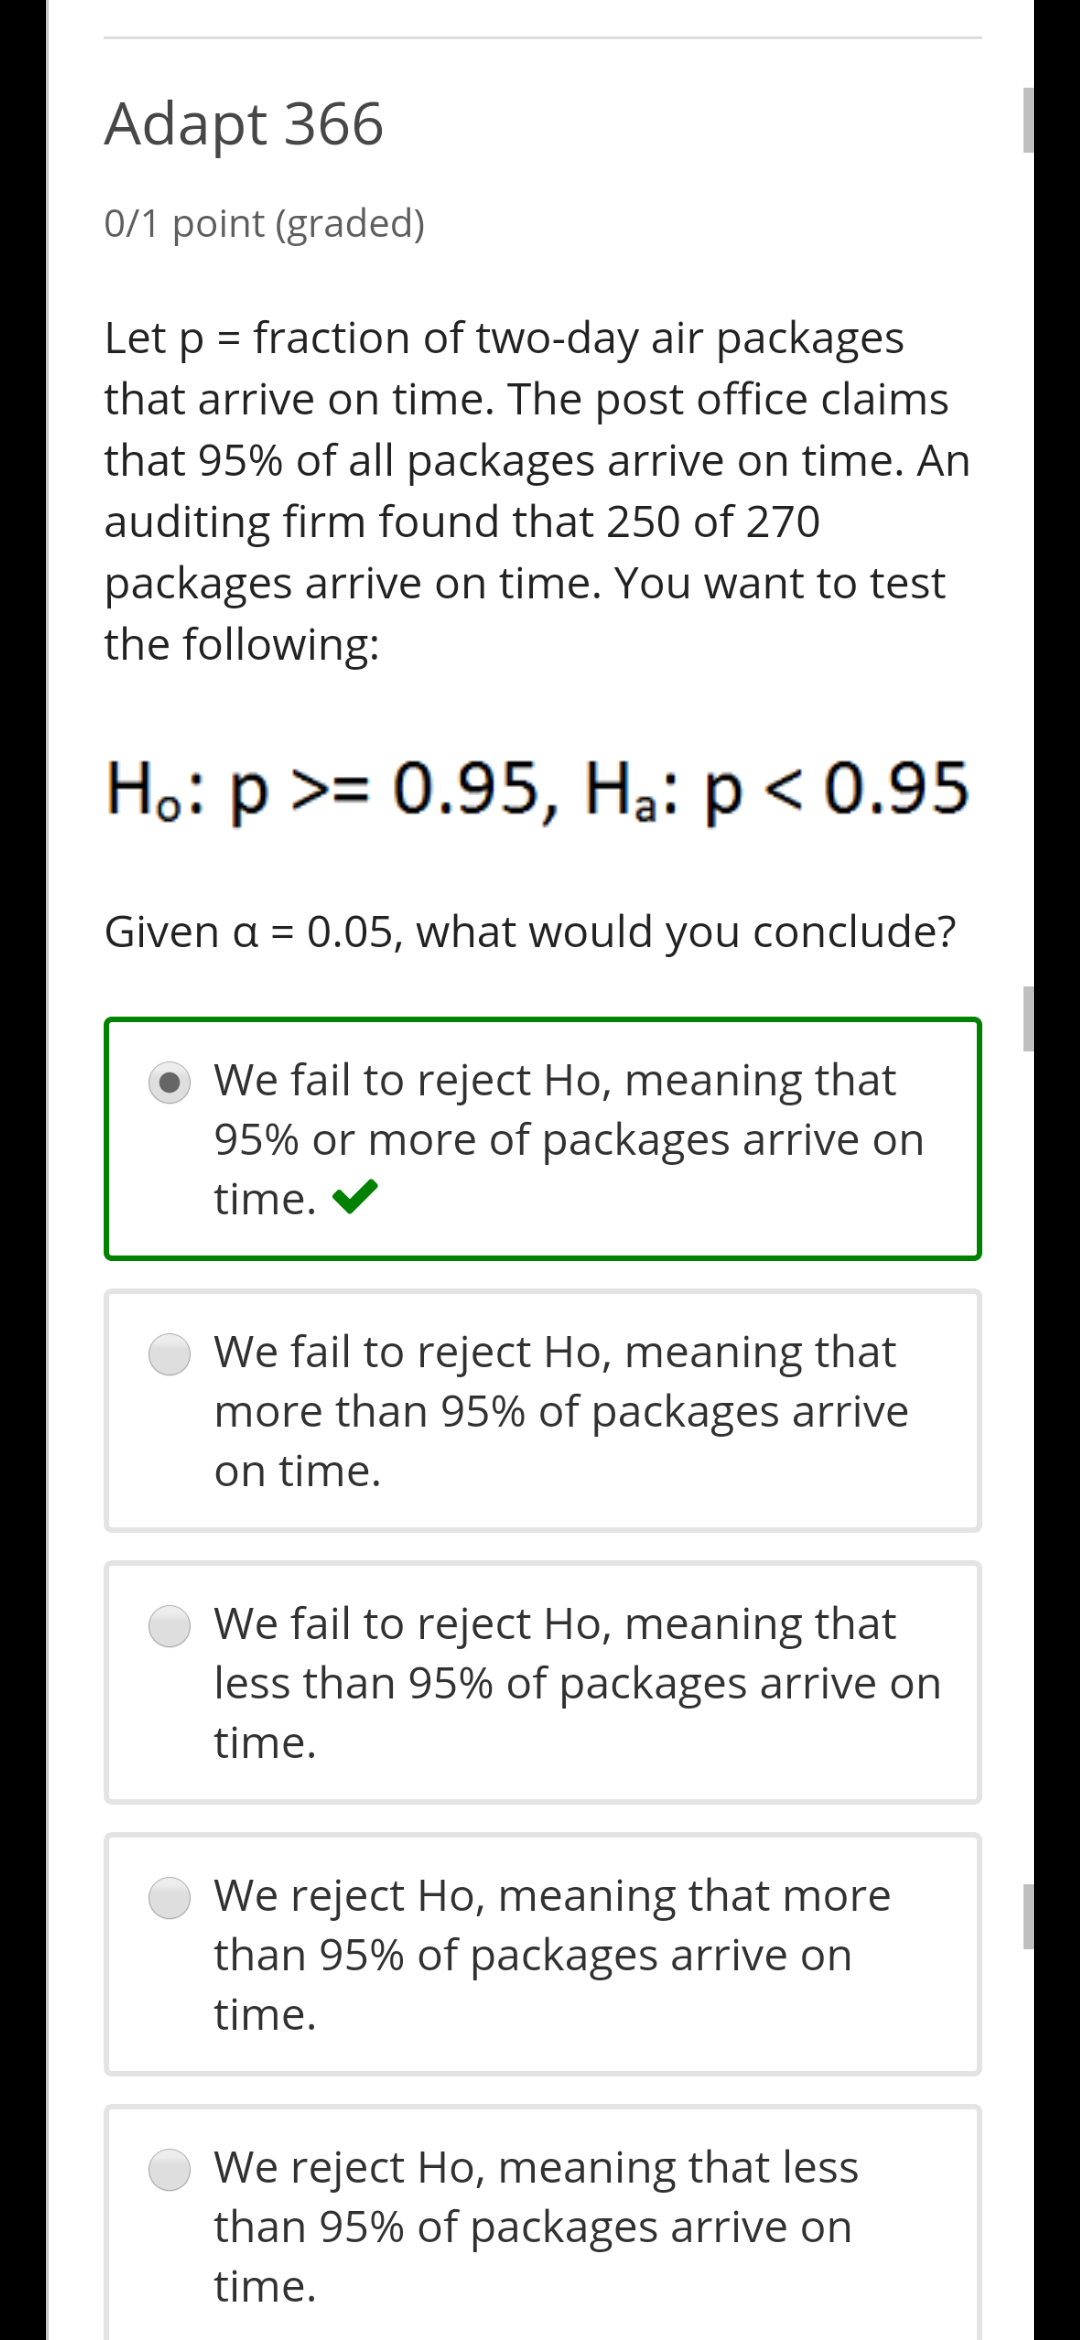 Adapt 366
0/1 point (graded)
Let p = fraction of two-day air packages
that arrive on time. The post office claims
that 95% of all packages arrive on time. An
auditing firm found that 250 of 270
packages arrive on time. You want to test
the following:
Hₒ: p >= 0.95, Hₐ: p < 0.95
Given α = 0.05, what would you conclude?
We fail to reject Ho, meaning that
95% or more of packages arrive on
time.
We fail to reject Ho, meaning that
more than 95% of packages arrive
on time.
We fail to reject Ho, meaning that
less than 95% of packages arrive on
time.
We reject Ho, meaning that more
than 95% of packages arrive on
time.
We reject Ho, meaning that less
than 95% of packages arrive on
time.